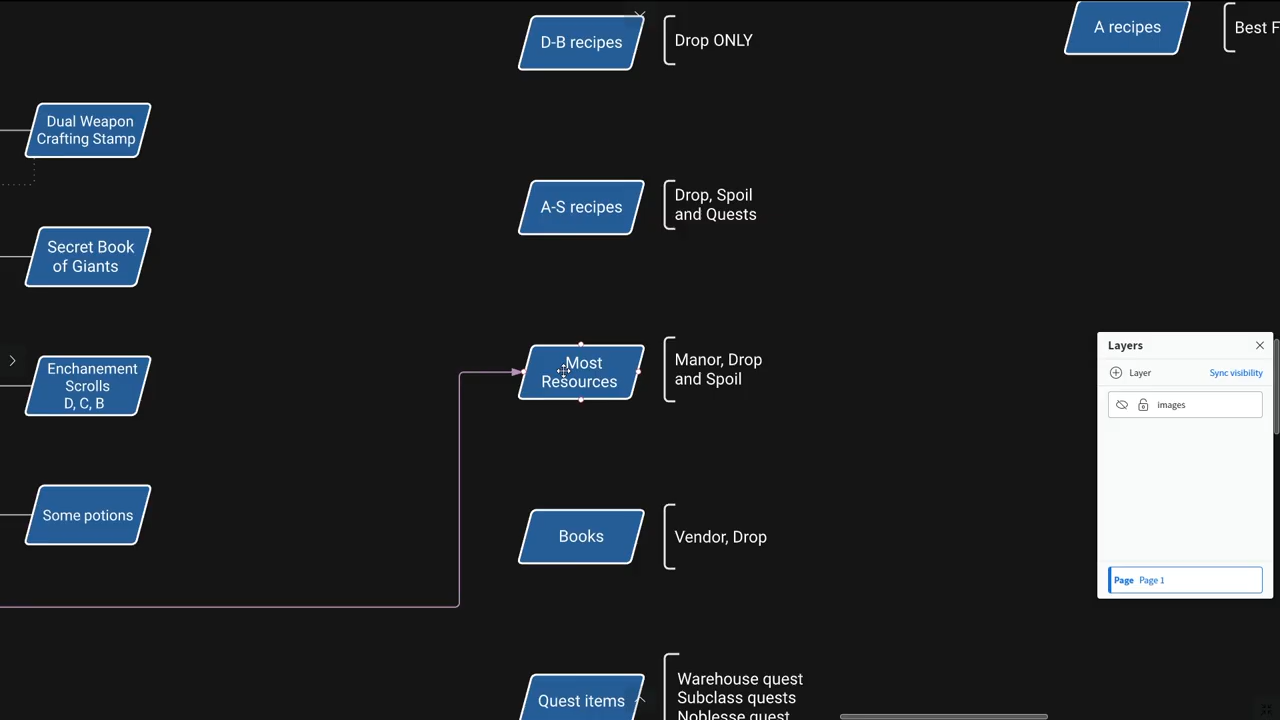 D-B recipes
Drop ONLY
A recipes
Best F
Dual Weapon
Crafting Stamp
A-S recipes
Drop, Spoil
and Quests
Secret Book
of Giants
Most
Resources
Manor, Drop
and Spoil
Enchanement
Scrolls
D, C, B
Some potions
Books
Vendor, Drop
Quest items
Warehouse quest
Subclass quests
Noblesse quest
Layers
Layer
Sync visibility
images
Page Page 1